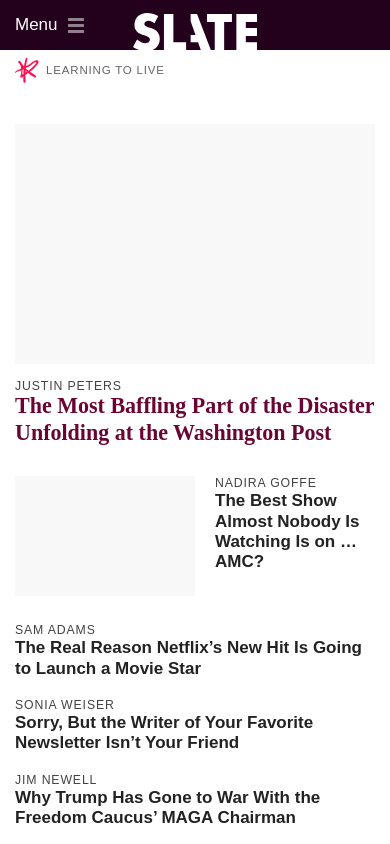 Menu
SLATE
LEARNING TO LIVE
JUSTIN PETERS
The Most Baffling Part of the Disaster
Unfolding at the Washington Post
NADIRA GOFFE
The Best Show
Almost Nobody Is
Watching Is on …
AMC?
SAM ADAMS
The Real Reason Netflix’s New Hit Is Going
to Launch a Movie Star
SONIA WEISER
Sorry, But the Writer of Your Favorite
Newsletter Isn’t Your Friend
JIM NEWELL
Why Trump Has Gone to War With the
Freedom Caucus’ MAGA Chairman